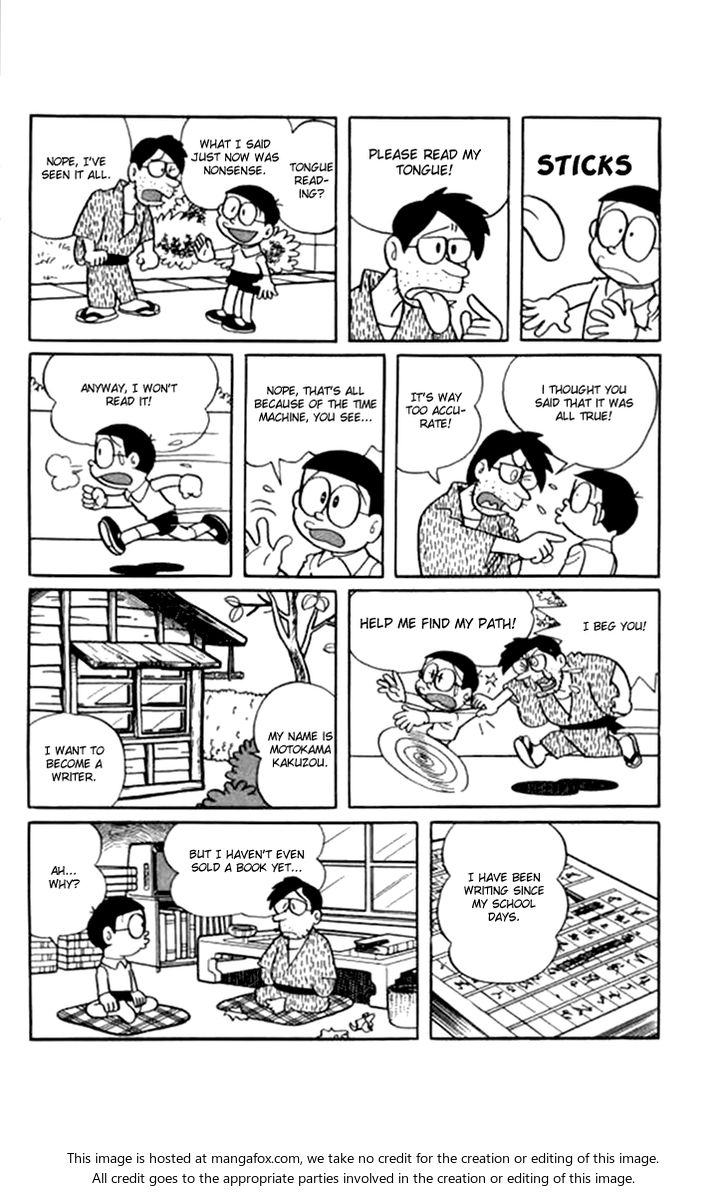 STICKS
PLEASE READ MY
TONGUE!
TONGUE
READ-
ING?
WHAT I SAID
JUST NOW WAS
NONSENSE.
NOPE, I'VE
SEEN IT ALL.
I THOUGHT YOU
SAID THAT IT WAS
ALL TRUE!
IT'S WAY
TOO ACCU-
RATE!
NOPE, THAT'S ALL
BECAUSE OF THE TIME
MACHINE, YOU SEE...
ANYWAY, I WON'T
READ IT!
I BEG YOU!
HELP ME FIND MY PATH!
MY NAME IS
MOTOKAMA
KAKUZOU.
I WANT TO
BECOME A
WRITER.
I HAVE BEEN
WRITING SINCE
MY SCHOOL
DAYS.
BUT I HAVEN'T EVEN
SOLD A BOOK YET...
AH...
WHY?
This image is hosted at mangafox.com, we take no credit for the creation or editing of this image.
All credit goes to the appropriate parties involved in the creation or editing of this image.